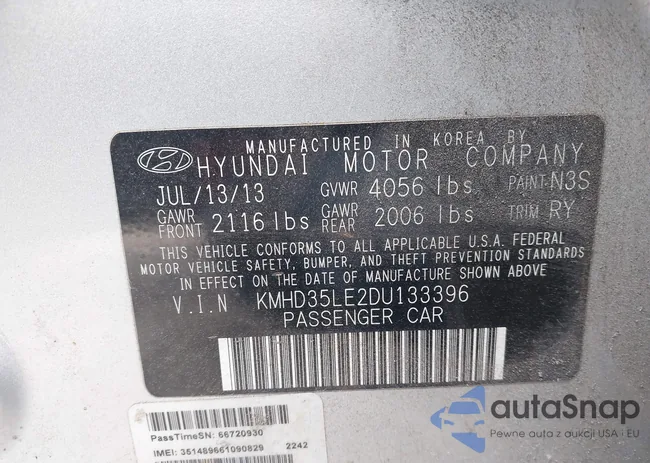 MANUFACTURED IN KOREA BY
HYUNDAI MOTOR COMPANY
JUL/13/13 GVWR 4056 lbs PAINT N3S
GAWR FRONT 2116 lbs GAWR REAR 2006 lbs TRIM RY
THIS VEHICLE CONFORMS TO ALL APPLICABLE U.S.A. FEDERAL
MOTOR VEHICLE SAFETY, BUMPER, AND THEFT PREVENTION STANDARDS
IN EFFECT ON THE DATE OF MANUFACTURE SHOWN ABOVE
V.I.N KMHD35LE2DU133396
PASSENGER CAR
PassTimeSN: 66720930
IMEI: 351489661090829 2242
autoSnap
Pewne auta z aukcji USA i EU